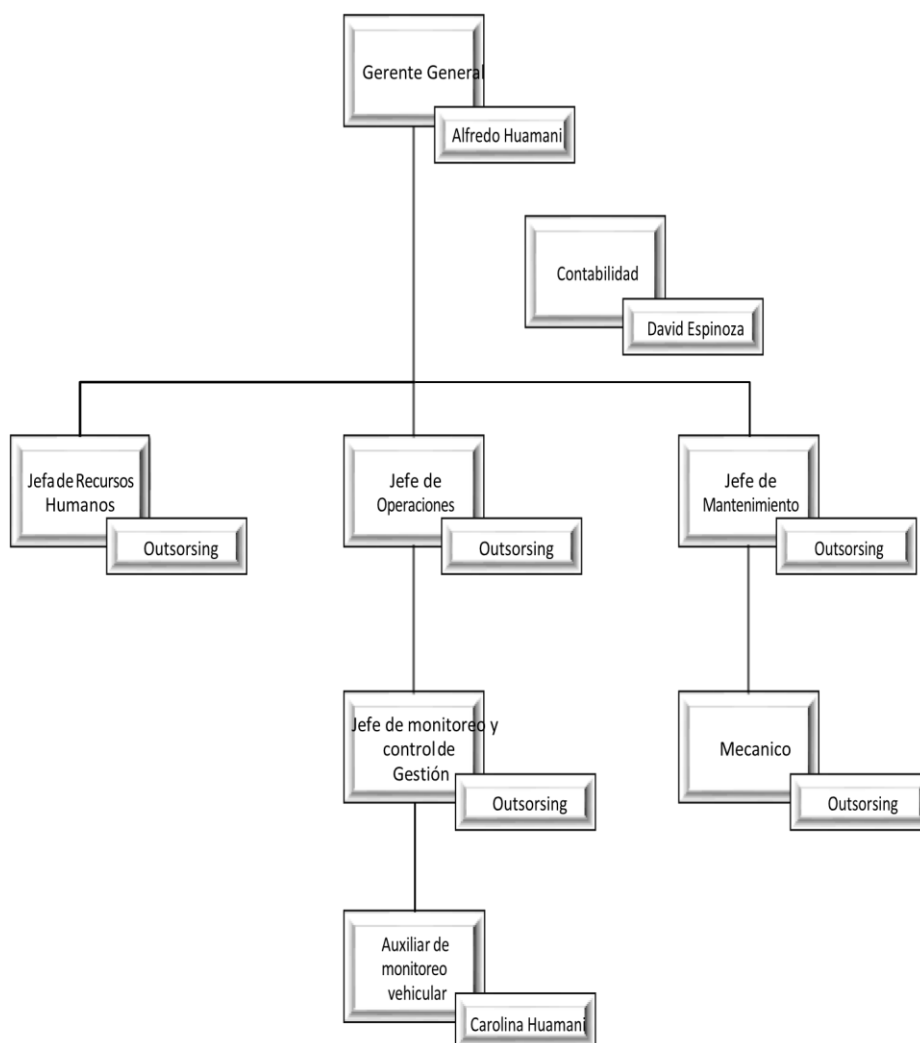 Gerente General
Alfredo Huamani
Contabilidad
David Espinoza
Jefa de Recursos
Humanos
Outsorsing
Jefe de
Operaciones
Outsorsing
Jefe de
Mantenimiento
Outsorsing
Jefe de monitoreo y
control de
Gestión
Outsorsing
Mecanico
Outsorsing
Auxiliar de
monitoreo
vehicular
Carolina Huamani